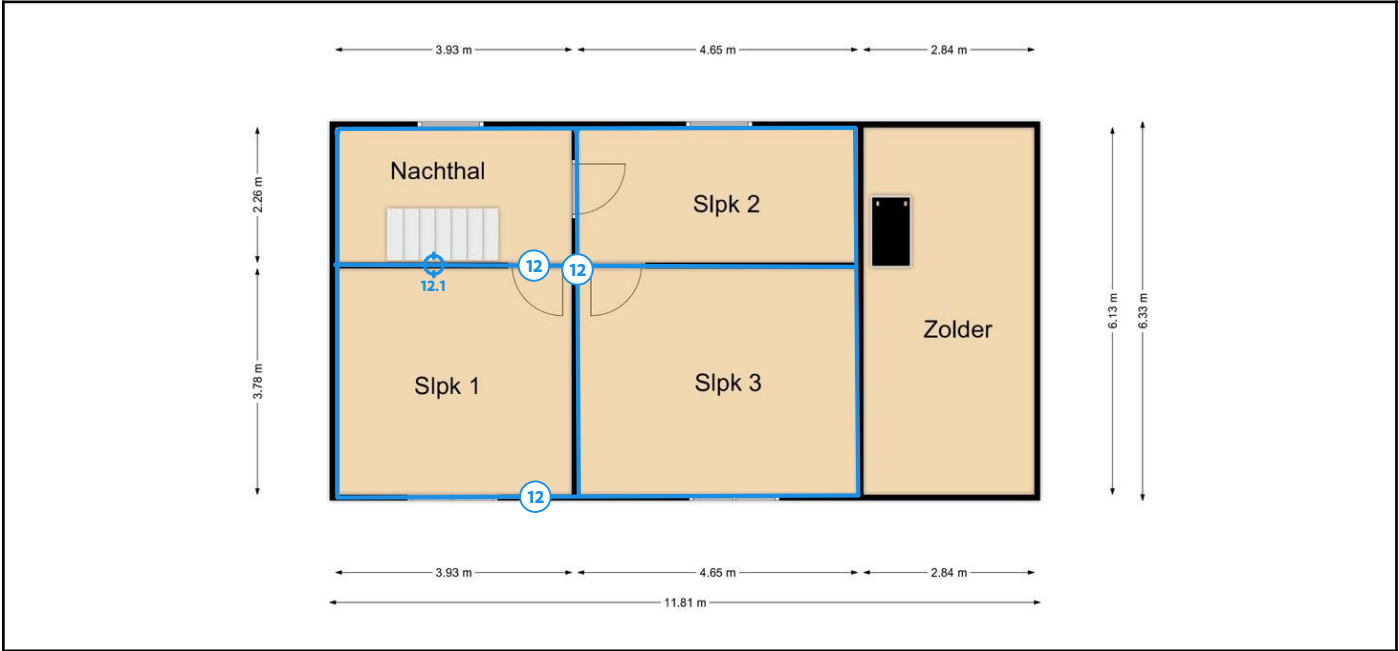 3.93 m 4.65 m 2.84 m
Nachthal
2.26 m
Slpk 2
12 12
12.1
6.13 m
6.33 m
Zolder
3.78 m
Slpk 1
Slpk 3
12
3.93 m 4.65 m 2.84 m
11.81 m